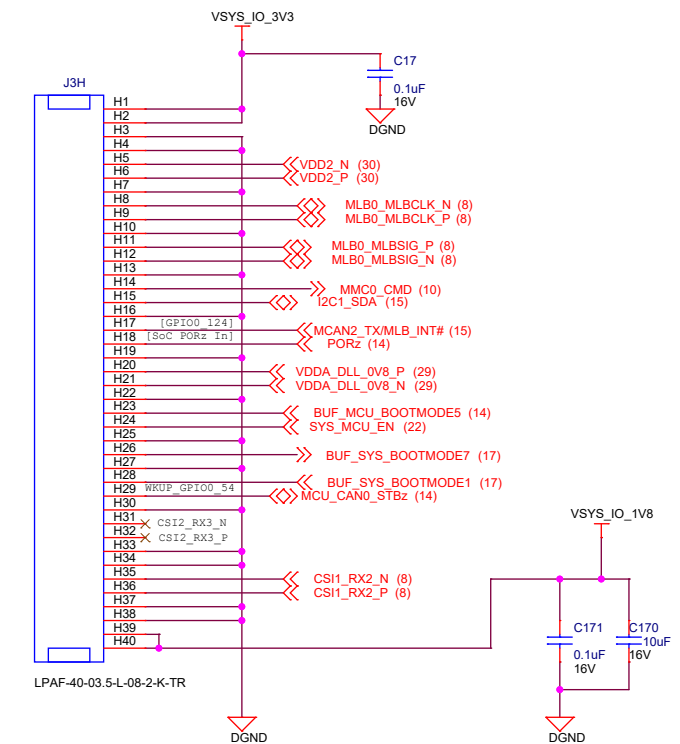 VSYS_IO_3V3
C17
0.1uF
16V
DGND
J3H
H1
H2
H3
H4
H5 VDD2_N (30)
H6 VDD2_P (30)
H7
H8 MLB0_MLBCLK_N (8)
H9 MLB0_MLBCLK_P (8)
H10
H11 MLB0_MLBSIG_P (8)
H12 MLB0_MLBSIG_N (8)
H13
H14 MMC0_CMD (10)
H15 I2C1_SDA (15)
H16
H17 [GPIO0_124] MCAN2_TX/MLB_INT# (15)
H18 [SoC PORz In] PORz (14)
H19
H20 VDDA_DLL_0V8_P (29)
H21 VDDA_DLL_0V8_N (29)
H22
H23 BUF_MCU_BOOTMODE5 (14)
H24 SYS_MCU_EN (22)
H25
H26 BUF_SYS_BOOTMODE7 (17)
H27
H28 BUF_SYS_BOOTMODE1 (17)
H29 WKUP_GPIO0_54 MCU_CAN0_STBz (14)
H30
H31 CSI2_RX3_N
H32 CSI2_RX3_P
H33
H34
H35 CSI1_RX2_N (8)
H36 CSI1_RX2_P (8)
H37
H38
H39
H40
LPAF-40-03.5-L-08-2-K-TR
DGND
VSYS_IO_1V8
C171
0.1uF
16V
C170
10uF
16V
DGND